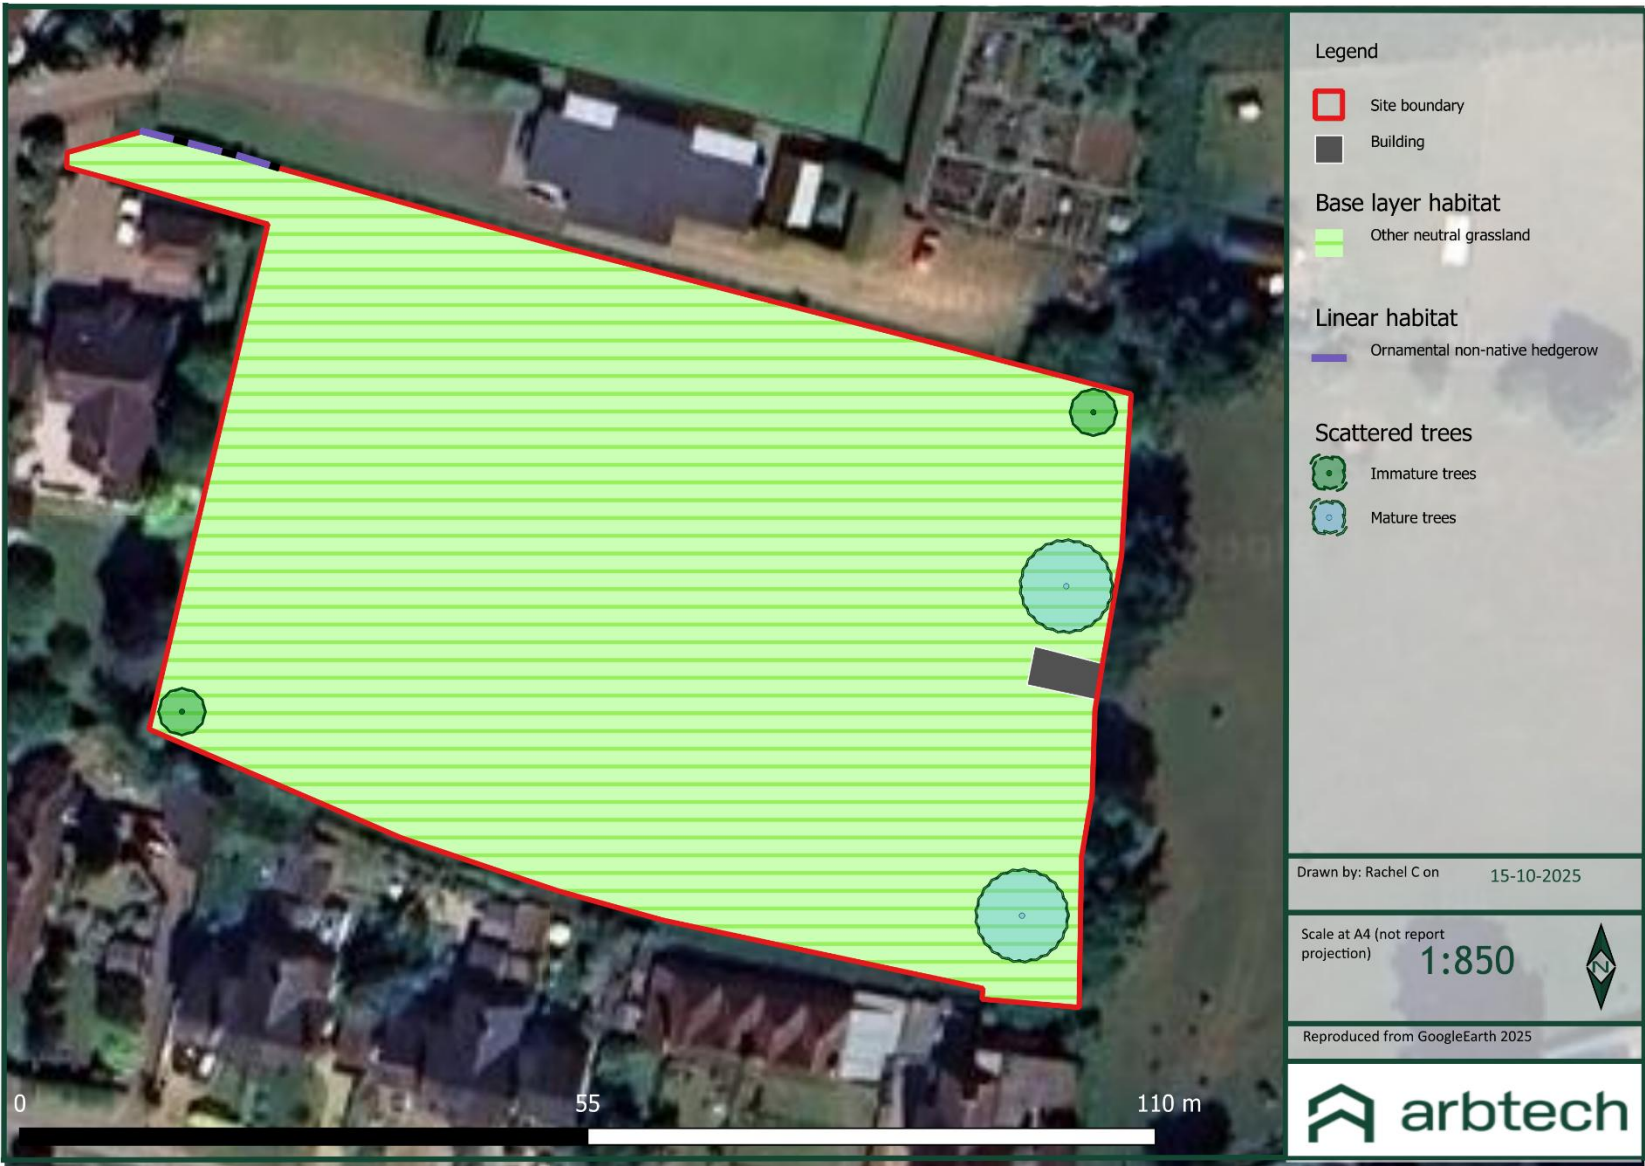 Legend
Site boundary
Building
Base layer habitat
Other neutral grassland
Linear habitat
Ornamental non-native hedgerow
Scattered trees
Immature trees
Mature trees
Drawn by: Rachel C on 15-10-2025
Scale at A4 (not report
projection) 1:850
N
Reproduced from GoogleEarth 2025
arbtech
0 55 110 m